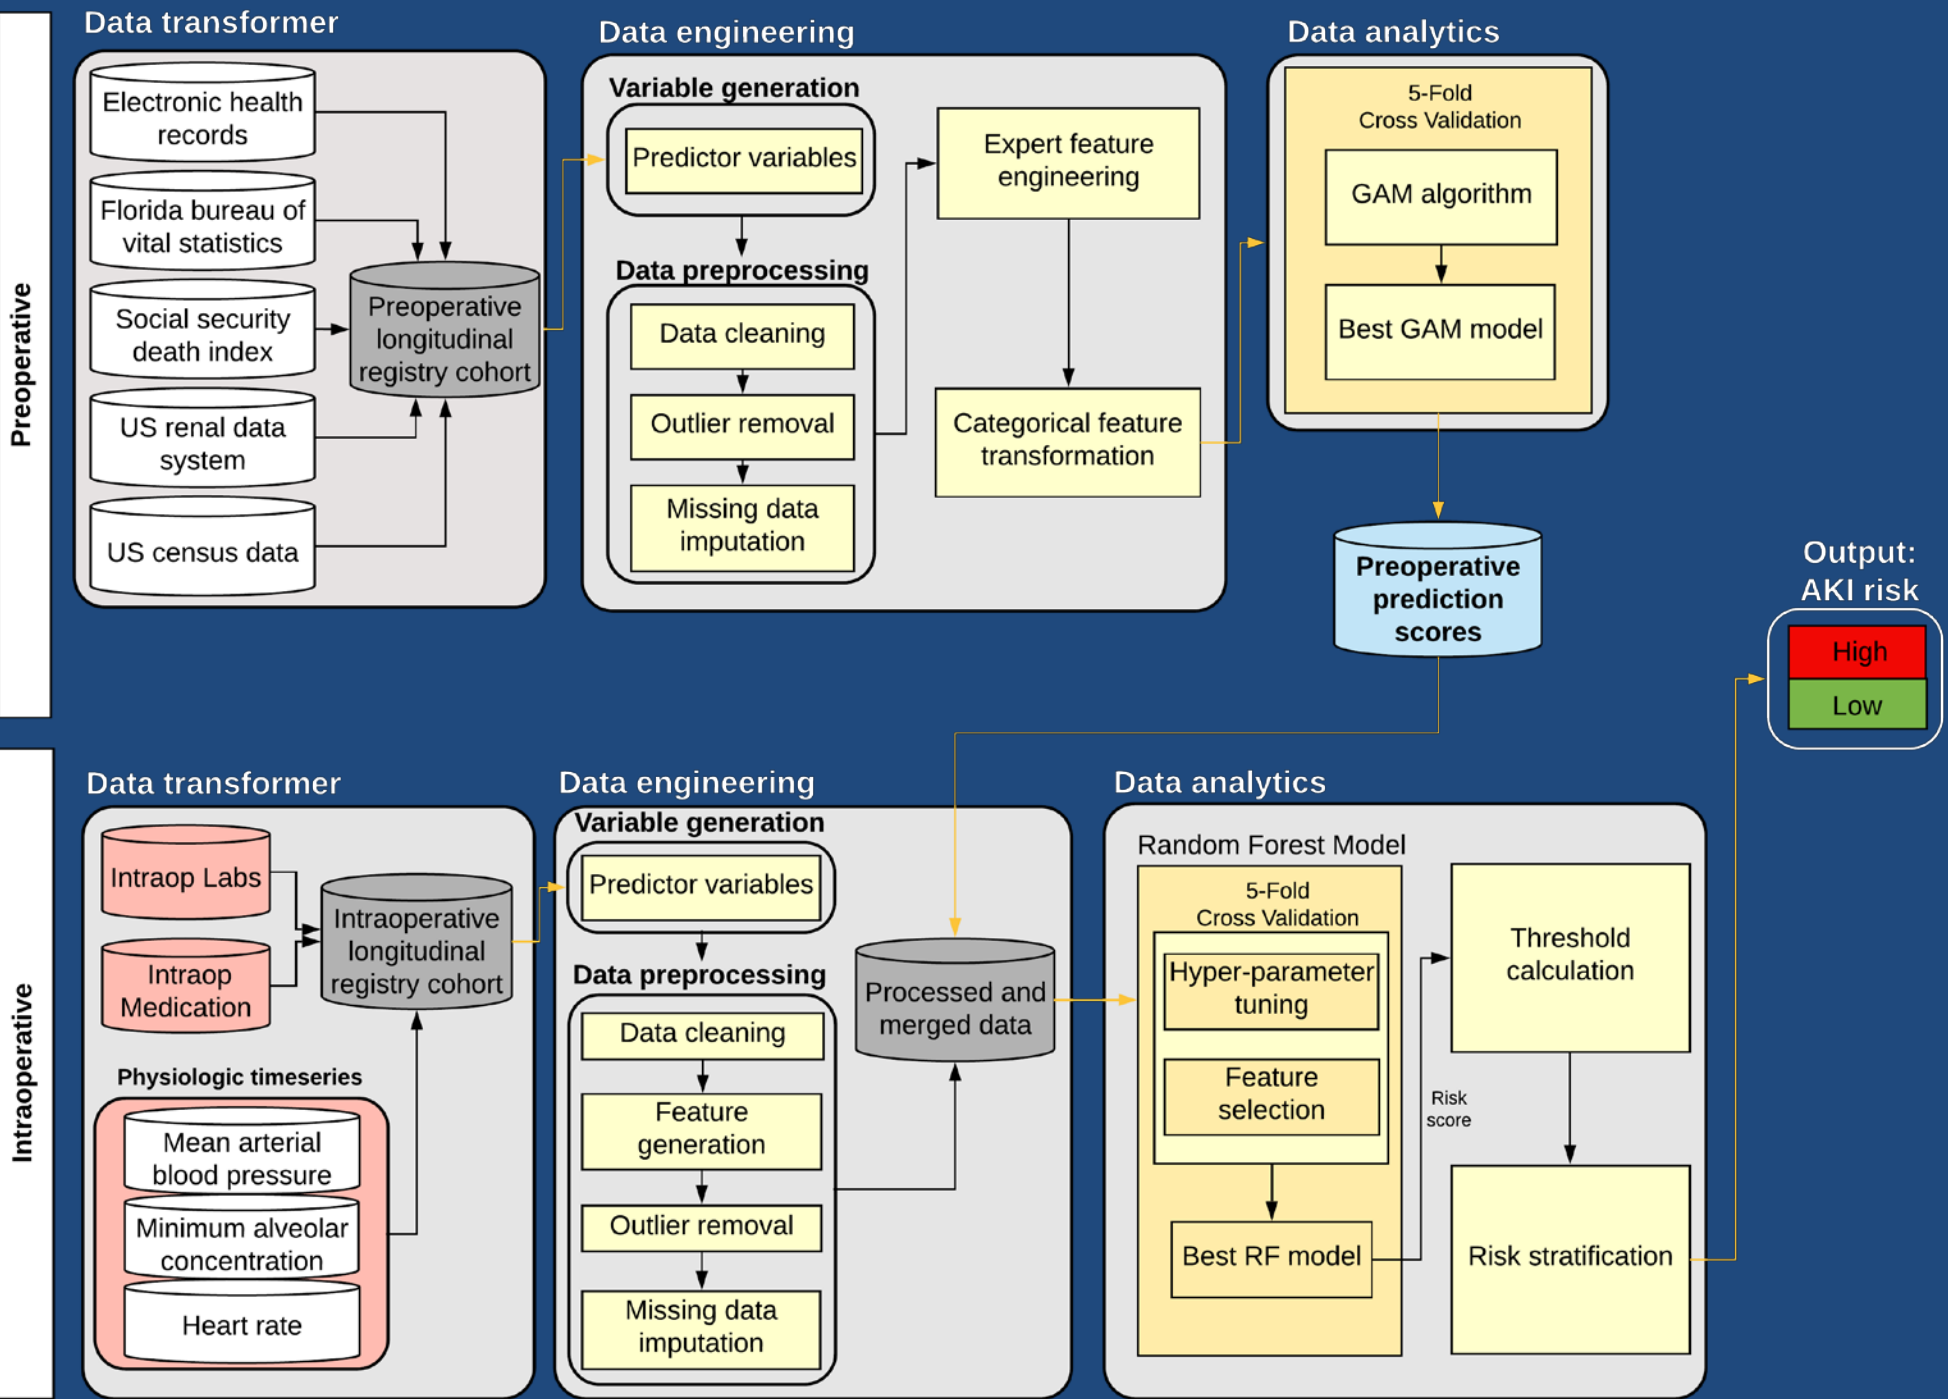 Preoperative
Data transformer
Electronic health
records
Florida bureau of
vital statistics
Social security
death index
US renal data
system
US census data
Preoperative
longitudinal
registry cohort
Data engineering
Variable generation
Predictor variables
Data preprocessing
Data cleaning
Outlier removal
Missing data
imputation
Expert feature
engineering
Categorical feature
transformation
Data analytics
5-Fold
Cross Validation
GAM algorithm
Best GAM model
Preoperative
prediction
scores
Output:
AKI risk
High
Low
Intraoperative
Data transformer
Intraop Labs
Intraop
Medication
Intraoperative
longitudinal
registry cohort
Physiologic timeseries
Mean arterial
blood pressure
Minimum alveolar
concentration
Heart rate
Data engineering
Variable generation
Predictor variables
Data preprocessing
Data cleaning
Feature
generation
Outlier removal
Missing data
imputation
Processed and
merged data
Data analytics
Random Forest Model
5-Fold
Cross Validation
Hyper-parameter
tuning
Feature
selection
Best RF model
Risk
score
Threshold
calculation
Risk stratification